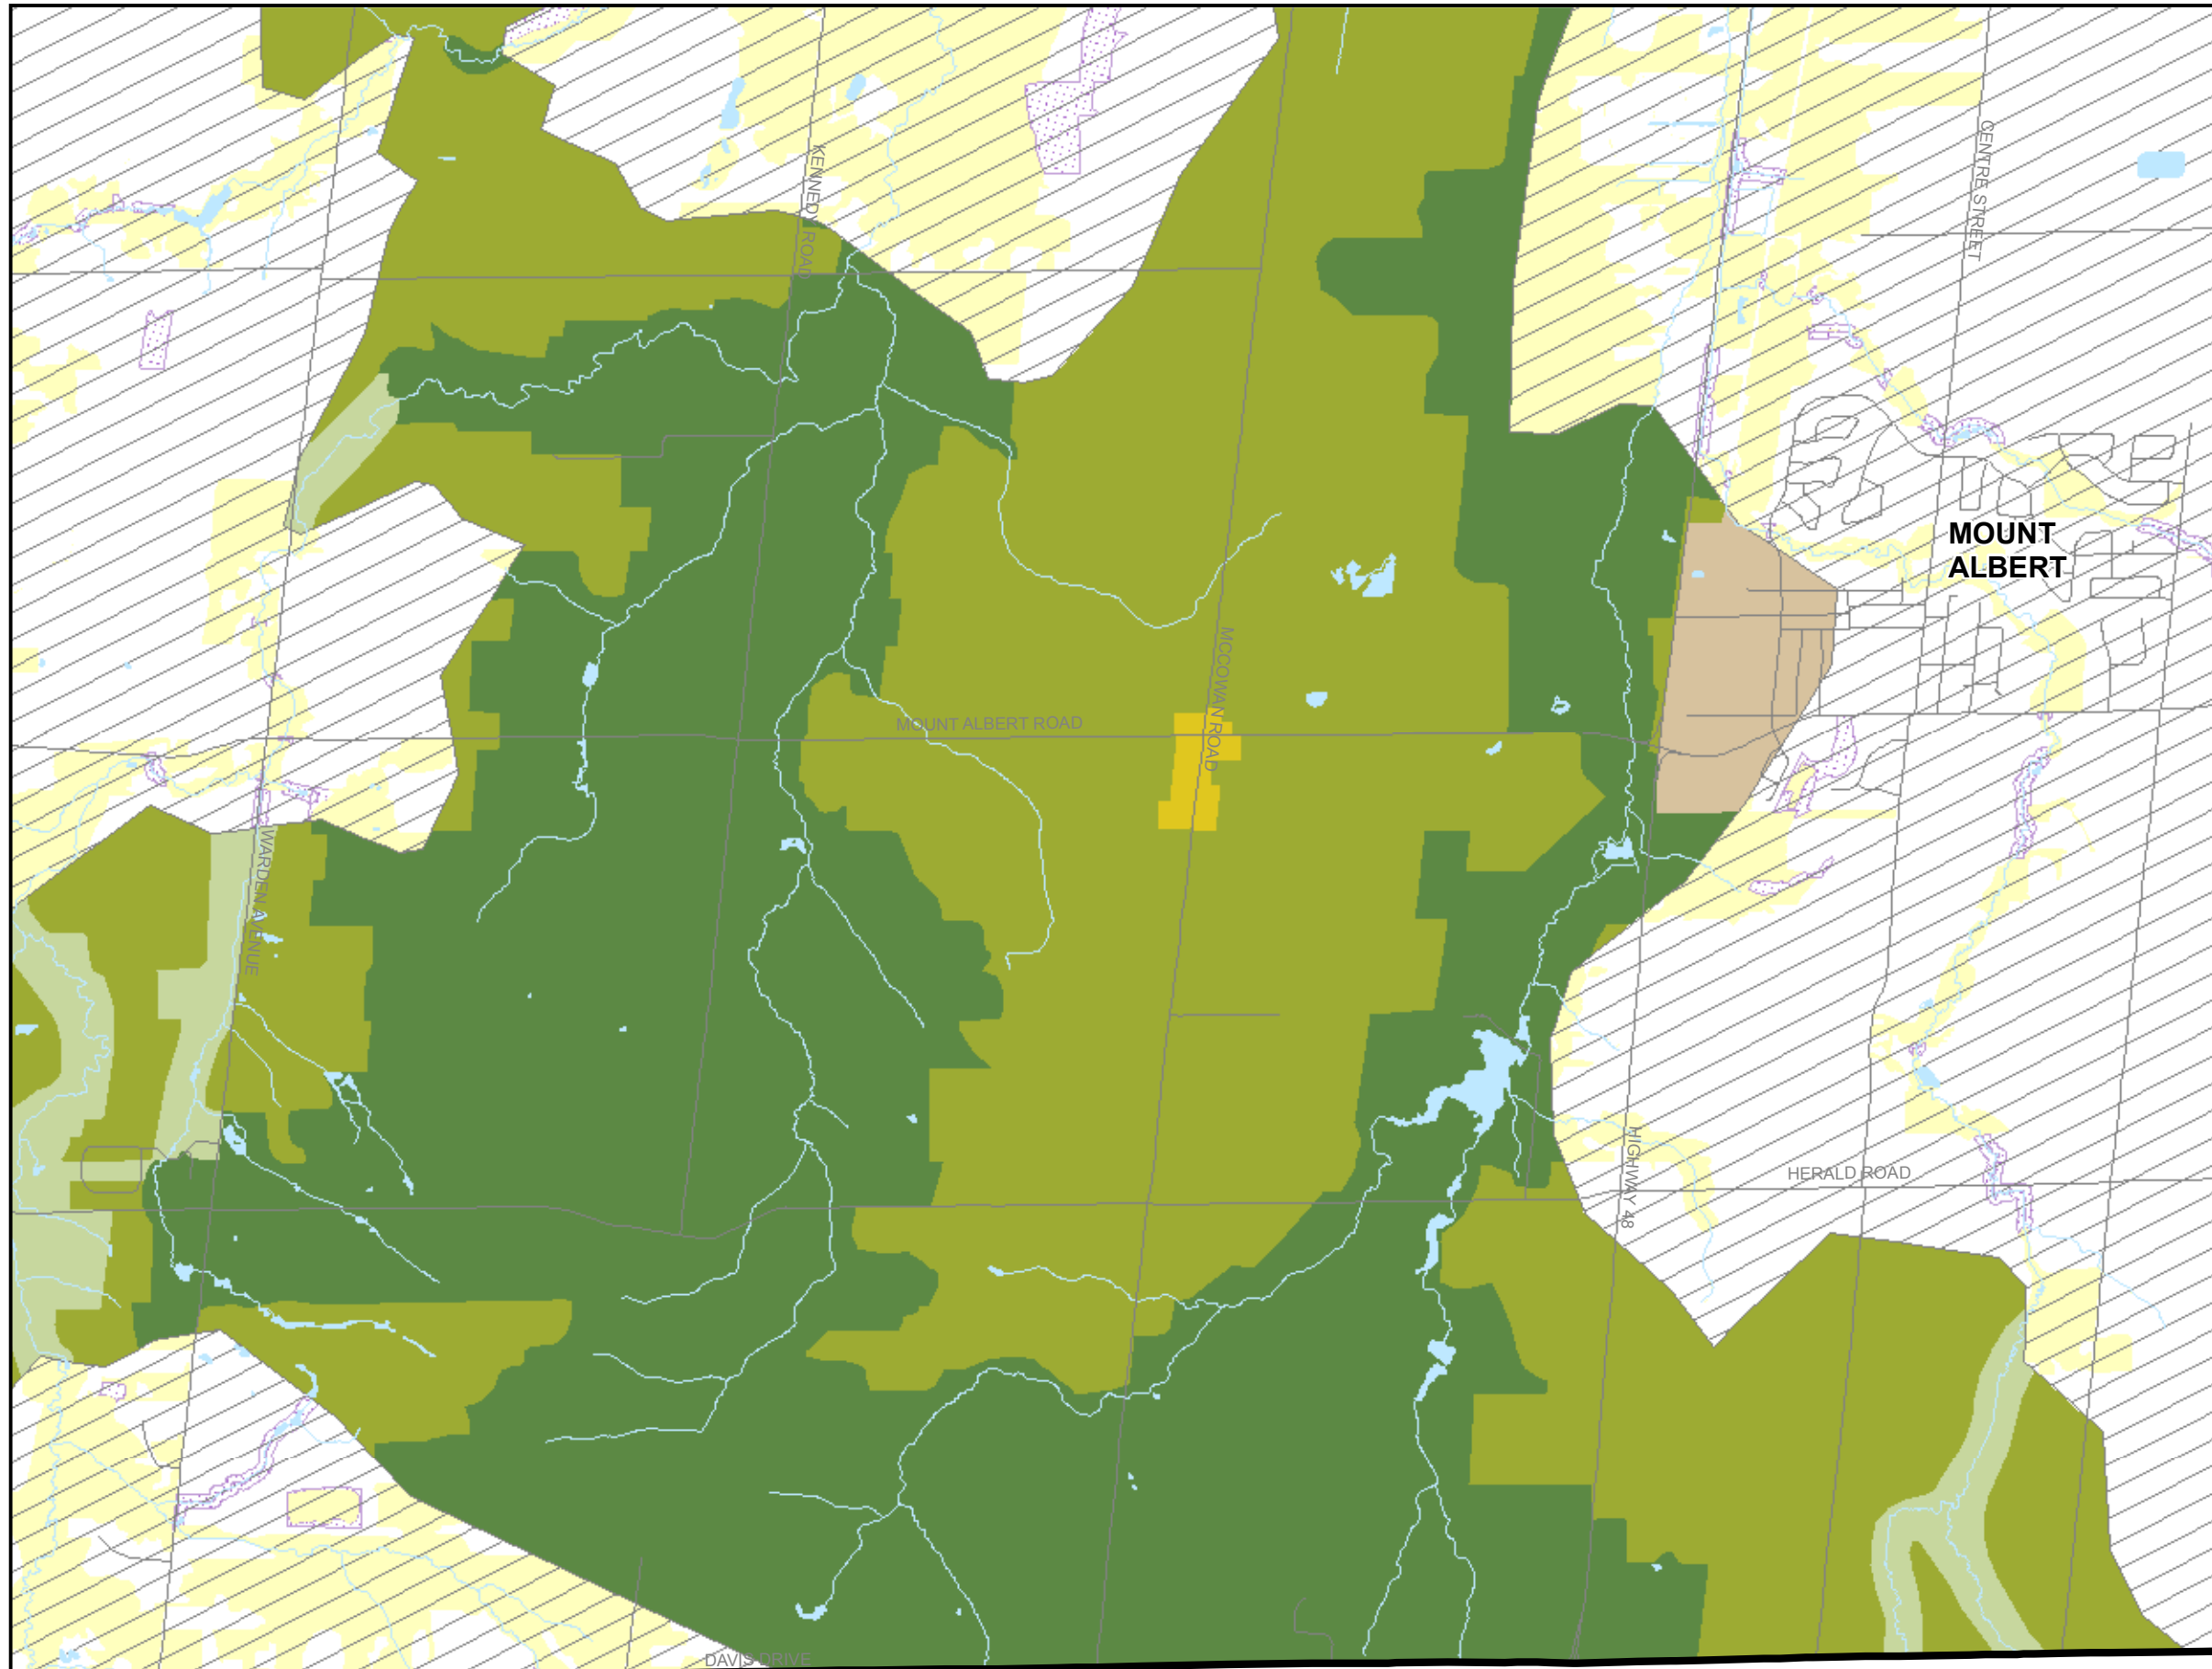 CENTRE STREET
KENNEDY ROAD
MOUNT
ALBERT
MCCOWAN ROAD
MOUNT ALBERT ROAD
WARDEN AVENUE
HIGHWAY 48
HERALD ROAD
DAVIS DRIVE